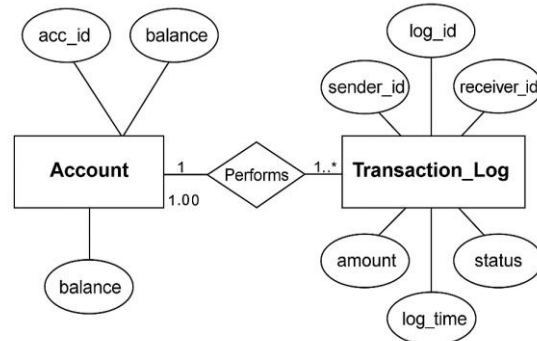 log_id
acc_id
balance
sender_id
receiver_id
Account
1
Performs
1..*
Transaction_Log
1.00
balance
amount
status
log_time